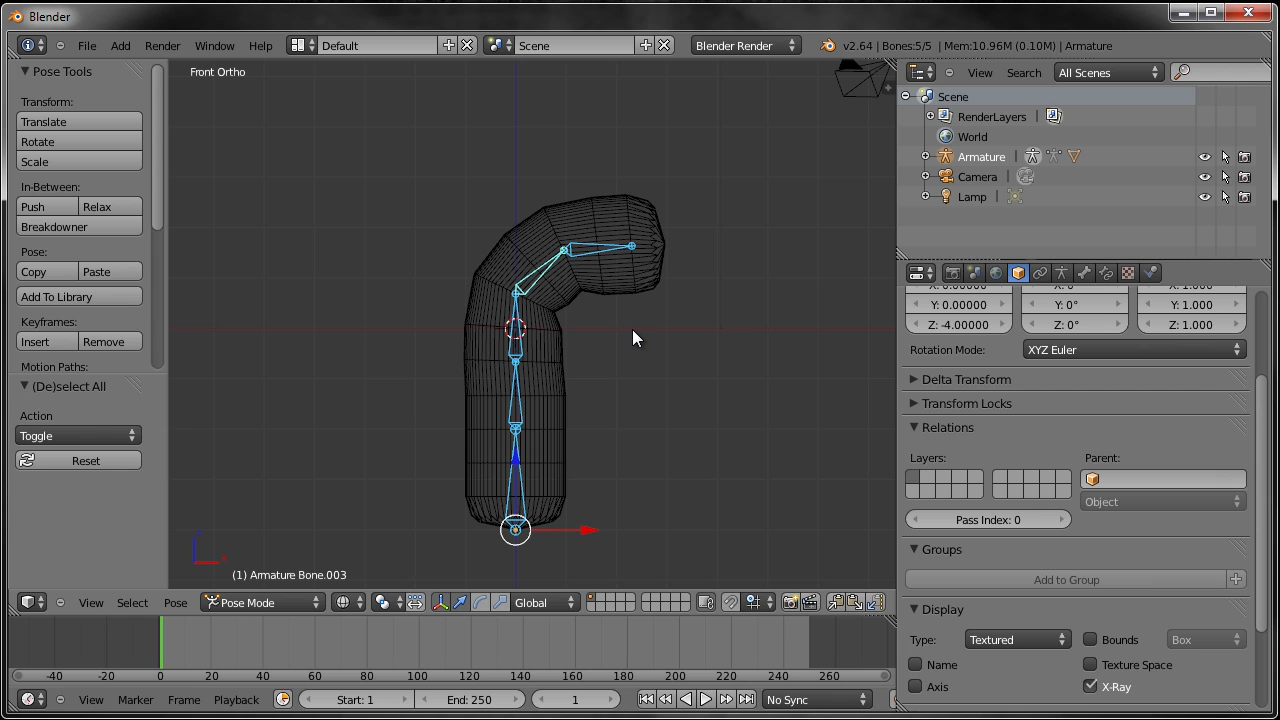 Blender
File Add Render Window Help Default Scene Blender Render v2.64 | Bones:5/5 | Mem:10.96M (0.10M) | Armature
Pose Tools
Transform:
Translate
Rotate
Scale
In-Between:
Push Relax
Breakdowner
Pose:
Copy Paste
Add To Library
Keyframes:
Insert Remove
Motion Paths:
(De)select All
Action
Toggle
Reset
Front Ortho
(1) Armature Bone.003
View Select Pose Pose Mode Global
-40 -20 0 20 40 60 80 100 120 140 160 180 200 220 240 260
View Marker Frame Playback Start: 1 End: 250 1 No Sync
View Search All Scenes
Scene
RenderLayers |
World
Armature |
Camera |
Lamp |
X: 0.00000 X: 0° X: 1.000
Y: 0.00000 Y: 0° Y: 1.000
Z: -4.00000 Z: 0° Z: 1.000
Rotation Mode: XYZ Euler
Delta Transform
Transform Locks
Relations
Layers: Parent:
Object
Pass Index: 0
Groups
Add to Group
Display
Type: Textured Bounds Box
Name Texture Space
Axis X-Ray